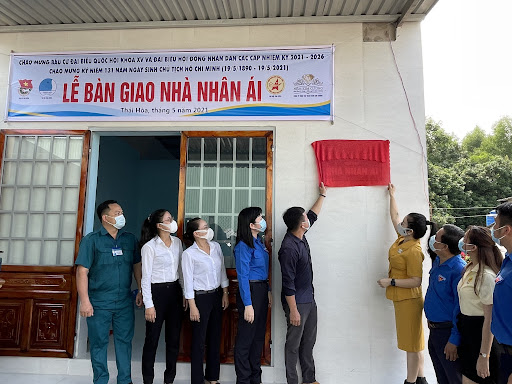 CHÀO MỪNG BẦU CỬ ĐẠI BIỂU QUỐC HỘI KHÓA XV VÀ ĐẠI BIỂU HỘI ĐỒNG NHÂN DÂN CÁC CẤP NHIỆM KỲ 2021 - 2026
CHÀO MỪNG KỶ NIỆM 131 NĂM NGÀY SINH CHỦ TỊCH HỒ CHÍ MINH (19-5-1890 - 19-5-2021)
LỄ BÀN GIAO NHÀ NHÂN ÁI
Thái Hòa, tháng 5 năm 2021